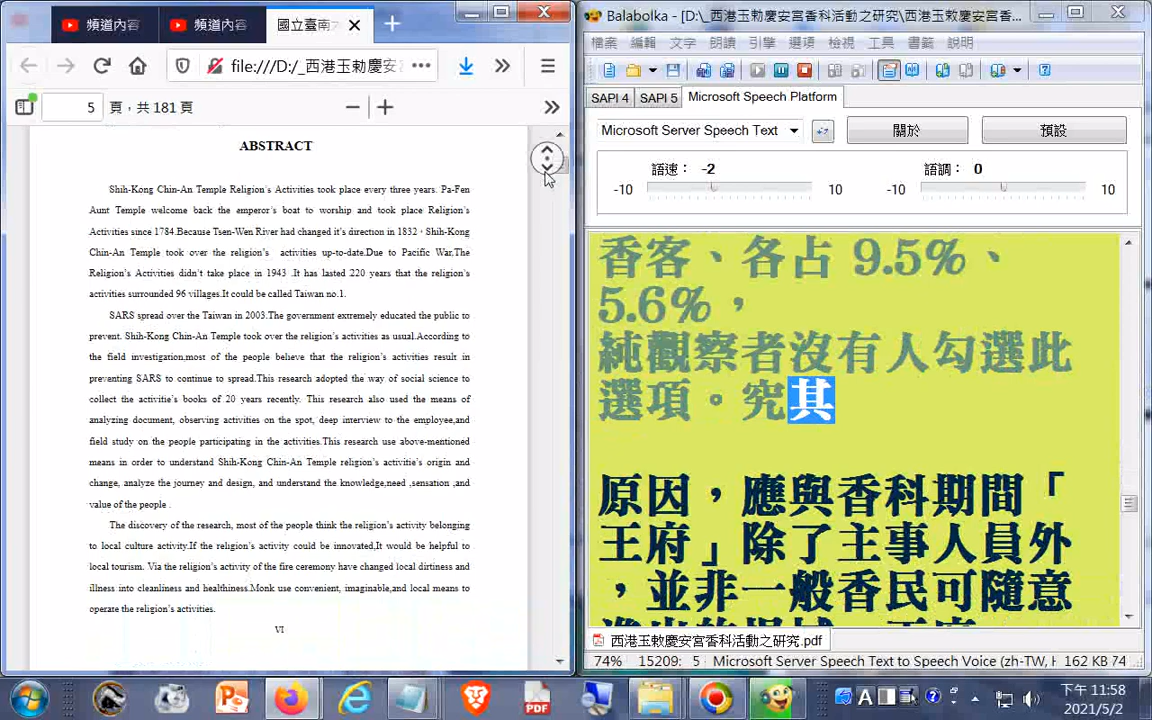 頻道內容
頻道內容
國立臺南
file:///D:/_西港玉勅慶安
5 頁，共 181 頁
ABSTRACT
Shih-Kong Chin-An Temple Religion's Activities took place every three years. Pa-Fen
Aunt Temple welcome back the emperor's boat to worship and took place Religion's
Activities since 1784.Because Tsen-Wen River had changed it's direction in 1832，Shih-Kong
Chin-An Temple took over the religion's activities up-to-date.Due to Pacific War,The
Religion's Activities didn't take place in 1943 .It has lasted 220 years that the religion's
activities surrounded 96 villages.It could be called Taiwan no.1.
SARS spread over the Taiwan in 2003.The government extremely educated the public to
prevent. Shih-Kong Chin-An Temple took over the religion's activities as usual.According to
the field investigation,most of the people believe that the religion's activities result in
preventing SARS to continue to spread.This research adopted the way of social science to
collect the activitie's books of 20 years recently. This research also used the means of
analyzing document, observing activities on the spot, deep interview to the employee,and
field study on the people participating in the activities.This research use above-mentioned
means in order to understand Shih-Kong Chin-An Temple religion's activitie's origin and
change, analyze the journey and design, and understand the knowledge,need ,sensation ,and
value of the people .
The discovery of the research, most of the people think the religion's activity belonging
to local culture activity.If the religion's activity could be innovated,It would be helpful to
local tourism. Via the religion's activity of the fire ceremony have changed local dirtiness and
illness into cleanliness and healthiness.Monk use convenient, imaginable,and local means to
operate the religion's activities.
VI
Balabolka - [D:\_西港玉勅慶安宮香科活動之研究\西港玉敕慶安宮香...
檔案 編輯 文字 朗讀 引擎 選項 檢視 工具 書籤 說明
SAPI 4 SAPI 5 Microsoft Speech Platform
Microsoft Server Speech Text 關於 預設
語速： -2 語調： 0
-10 10 -10 10
香客、各占 9.5%、
5.6%，
純觀察者沒有人勾選此
選項。究其
原因，應與香科期間「
王府」除了主事人員外
，並非一般香民可隨意
西港玉敕慶安宮香科活動之研究.pdf
74% 15209: 5 Microsoft Server Speech Text to Speech Voice (zh-TW, H 162 KB 74
PDF
A
下午 11:58
2021/5/2